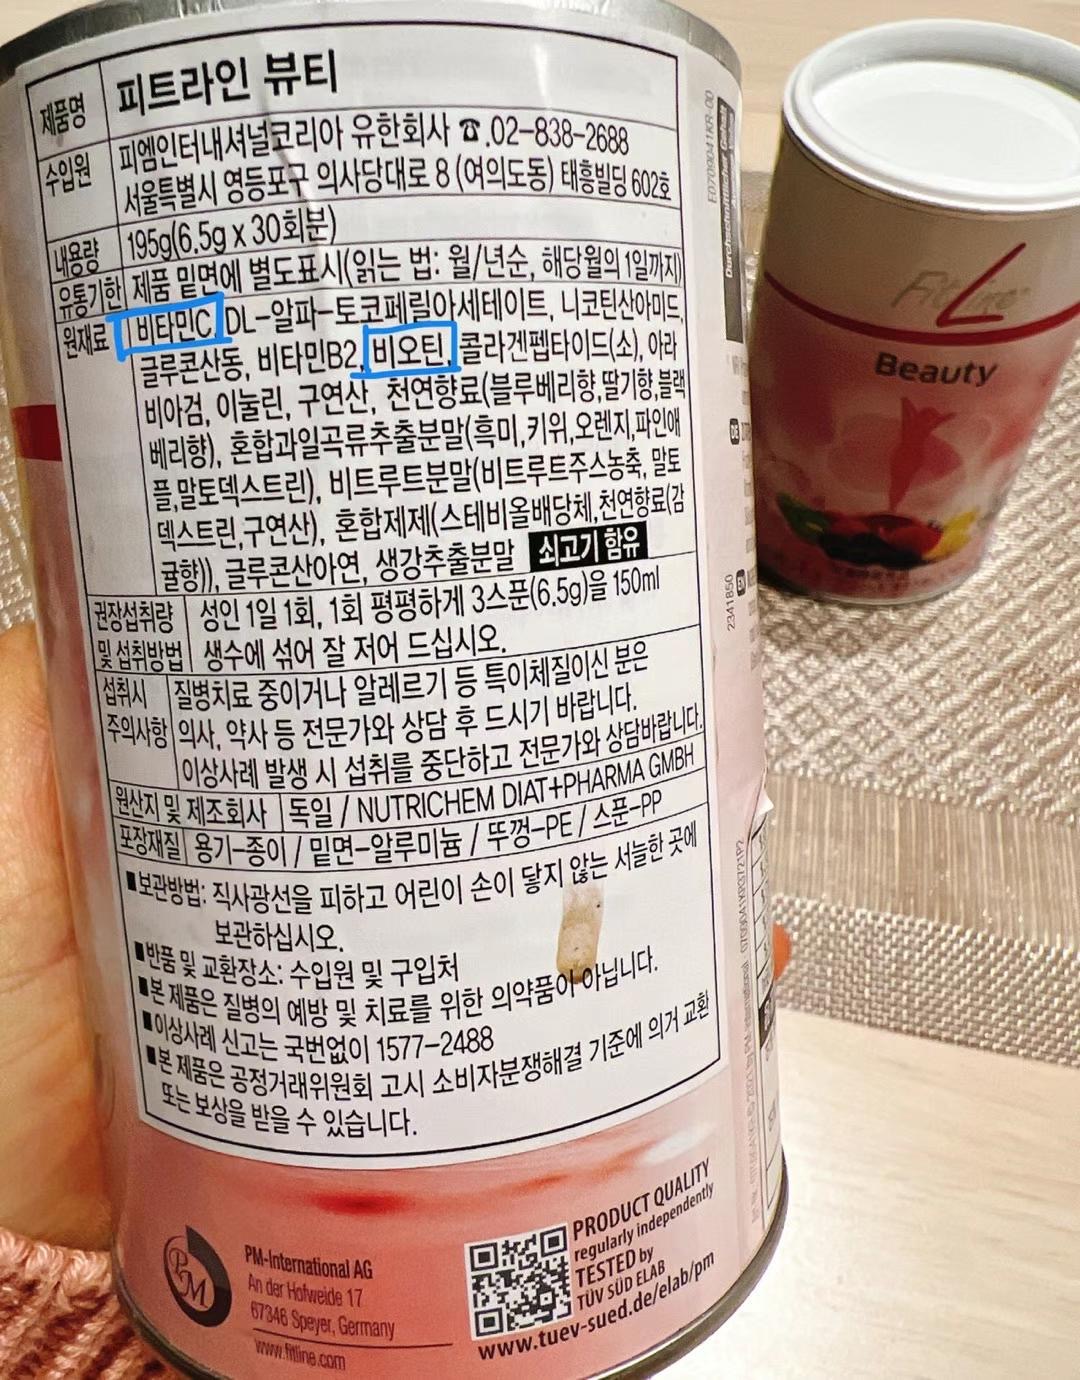 제품명 피트라인 뷰티
수입원 피엠인터내셔널코리아 유한회사 ☎.02-838-2688
서울특별시 영등포구 의사당대로 8 (여의도동) 태흥빌딩 602호
내용량 195g(6.5g x 30회분)
유통기한 제품 밑면에 별도표시(읽는 법: 월/년순, 해당월의 1일까지)
원재료 비타민C, DL-알파-토코페릴아세테이트, 니코틴산아미드,
글루콘산동, 비타민B2, 비오틴, 콜라겐펩타이드(소), 아라
비아검, 이눌린, 구연산, 천연향료(블루베리향,딸기향,블랙
베리향), 혼합과일곡류추출분말(흑미,키위,오렌지,파인애
플,말토덱스트린), 비트루트분말(비트루트주스농축, 말토
덱스트린,구연산), 혼합제제(스테비올배당체,천연향료(감
귤향)), 글루콘산아연, 생강추출분말 쇠고기 함유
권장섭취량 성인 1일 1회, 1회 평평하게 3스푼(6.5g)을 150ml
및 섭취방법 생수에 섞어 잘 저어 드십시오.
섭취시 질병치료 중이거나 알레르기 등 특이체질이신 분은
주의사항 의사, 약사 등 전문가와 상담 후 드시기 바랍니다.
이상사례 발생 시 섭취를 중단하고 전문가와 상담바랍니다.
원산지 및 제조회사 독일 / NUTRICHEM DIAT+PHARMA GMBH
포장재질 용기-종이 / 밑면-알루미늄 / 뚜껑-PE / 스푼-PP
■보관방법: 직사광선을 피하고 어린이 손이 닿지 않는 서늘한 곳에
보관하십시오.
■반품 및 교환장소: 수입원 및 구입처
■본 제품은 질병의 예방 및 치료를 위한 의약품이 아닙니다.
■이상사례 신고는 국번없이 1577-2488
■본 제품은 공정거래위원회 고시 소비자분쟁해결 기준에 의거 교환
또는 보상을 받을 수 있습니다.
PM
PM-International AG
An der Hofweide 17
67346 Speyer, Germany
www.fitline.com
PRODUCT QUALITY
regularly independently
TESTED by
TÜV SÜD ELAB
www.tuev-sued.de/elab/pm
Durchschnittlicher Gehalt
DE
EN
2341850
FitLine
Beauty